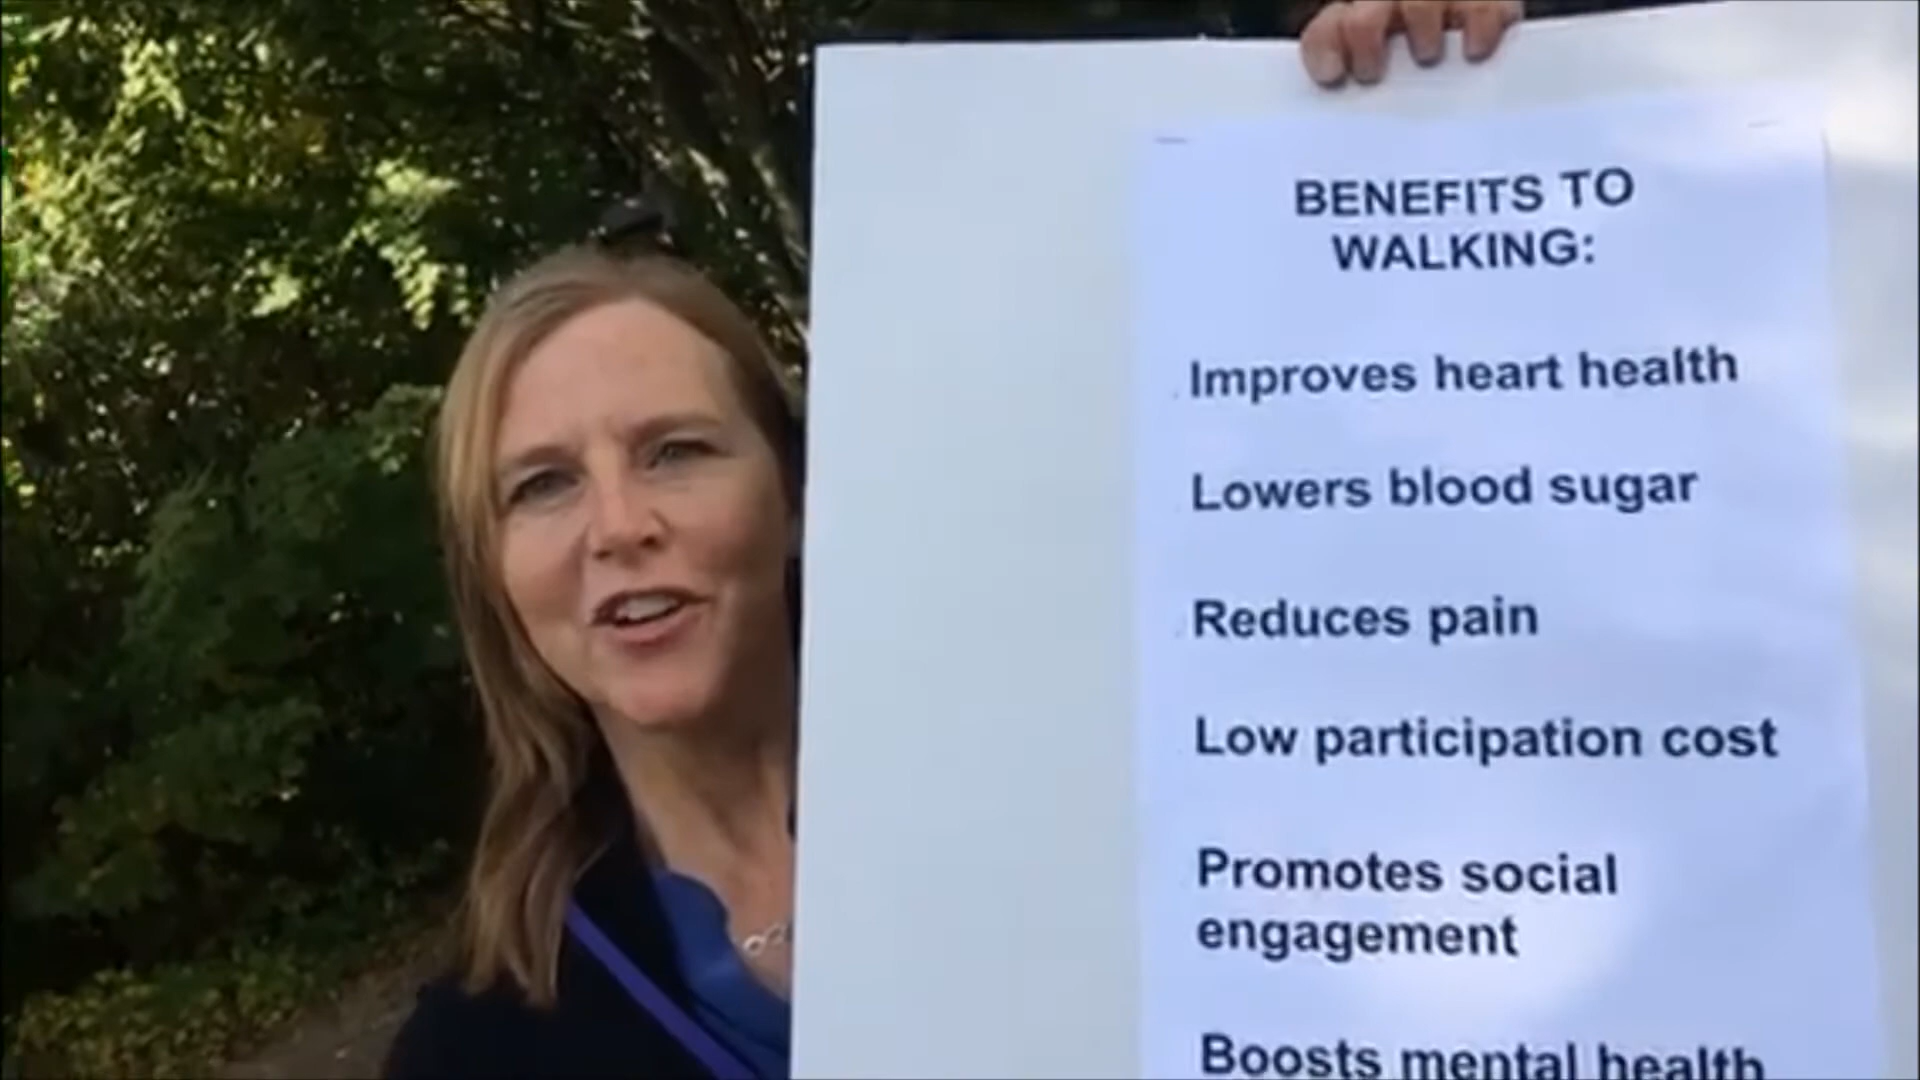 BENEFITS TO
WALKING:
Improves heart health
Lowers blood sugar
Reduces pain
Low participation cost
Promotes social
engagement
Boosts mental health